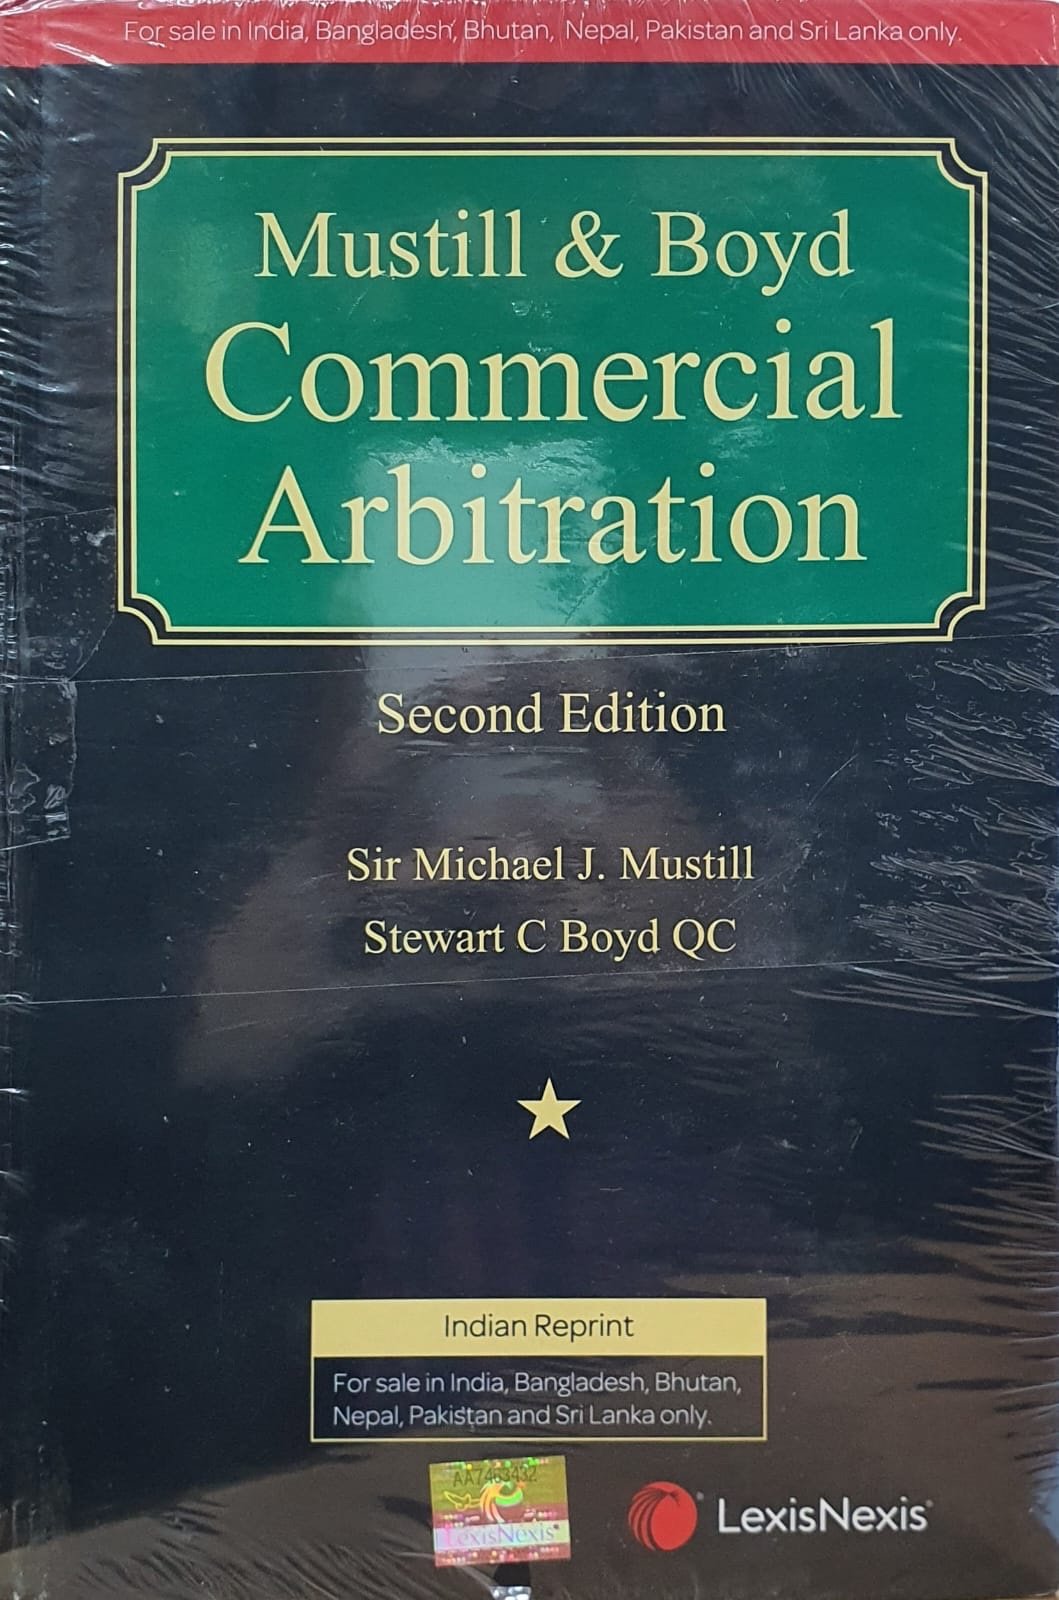 For sale in India, Bangladesh, Bhutan, Nepal, Pakistan and Sri Lanka only.
Mustill & Boyd
Commercial
Arbitration
Second Edition
Sir Michael J. Mustill
Stewart C Boyd QC
Indian Reprint
For sale in India, Bangladesh, Bhutan,
Nepal, Pakistan and Sri Lanka only.
AA7463432
LexisNexis®
LexisNexis®